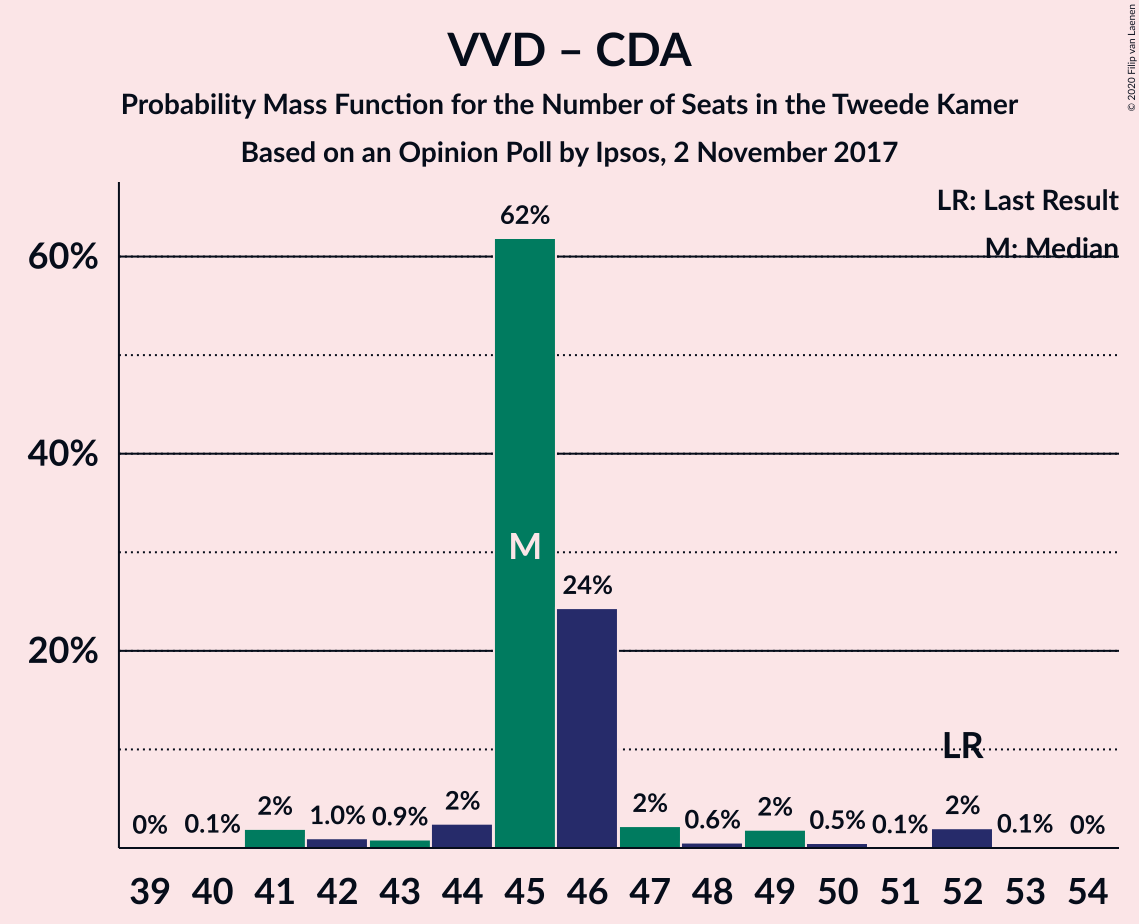 VVD – CDA
Probability Mass Function for the Number of Seats in the Tweede Kamer
Based on an Opinion Poll by Ipsos, 2 November 2017
© 2020 Filip van Laenen
LR: Last Result
M: Median
60%
40%
20%
62%
M
24%
LR
0% 0.1% 2% 1.0% 0.9% 2% 2% 0.6% 2% 0.5% 0.1% 2% 0.1% 0%
39 40 41 42 43 44 45 46 47 48 49 50 51 52 53 54